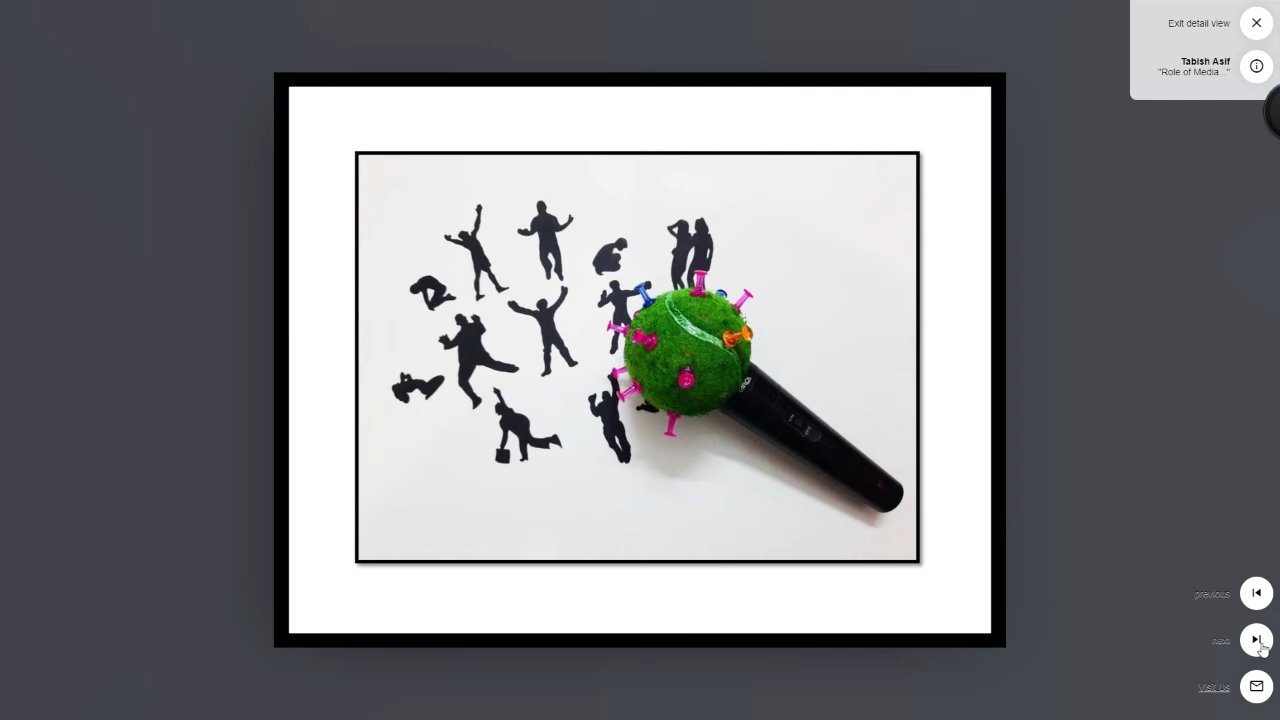 Exit detail view
Tabish Asif
"Role of Media..."
previous
next
Visit Us